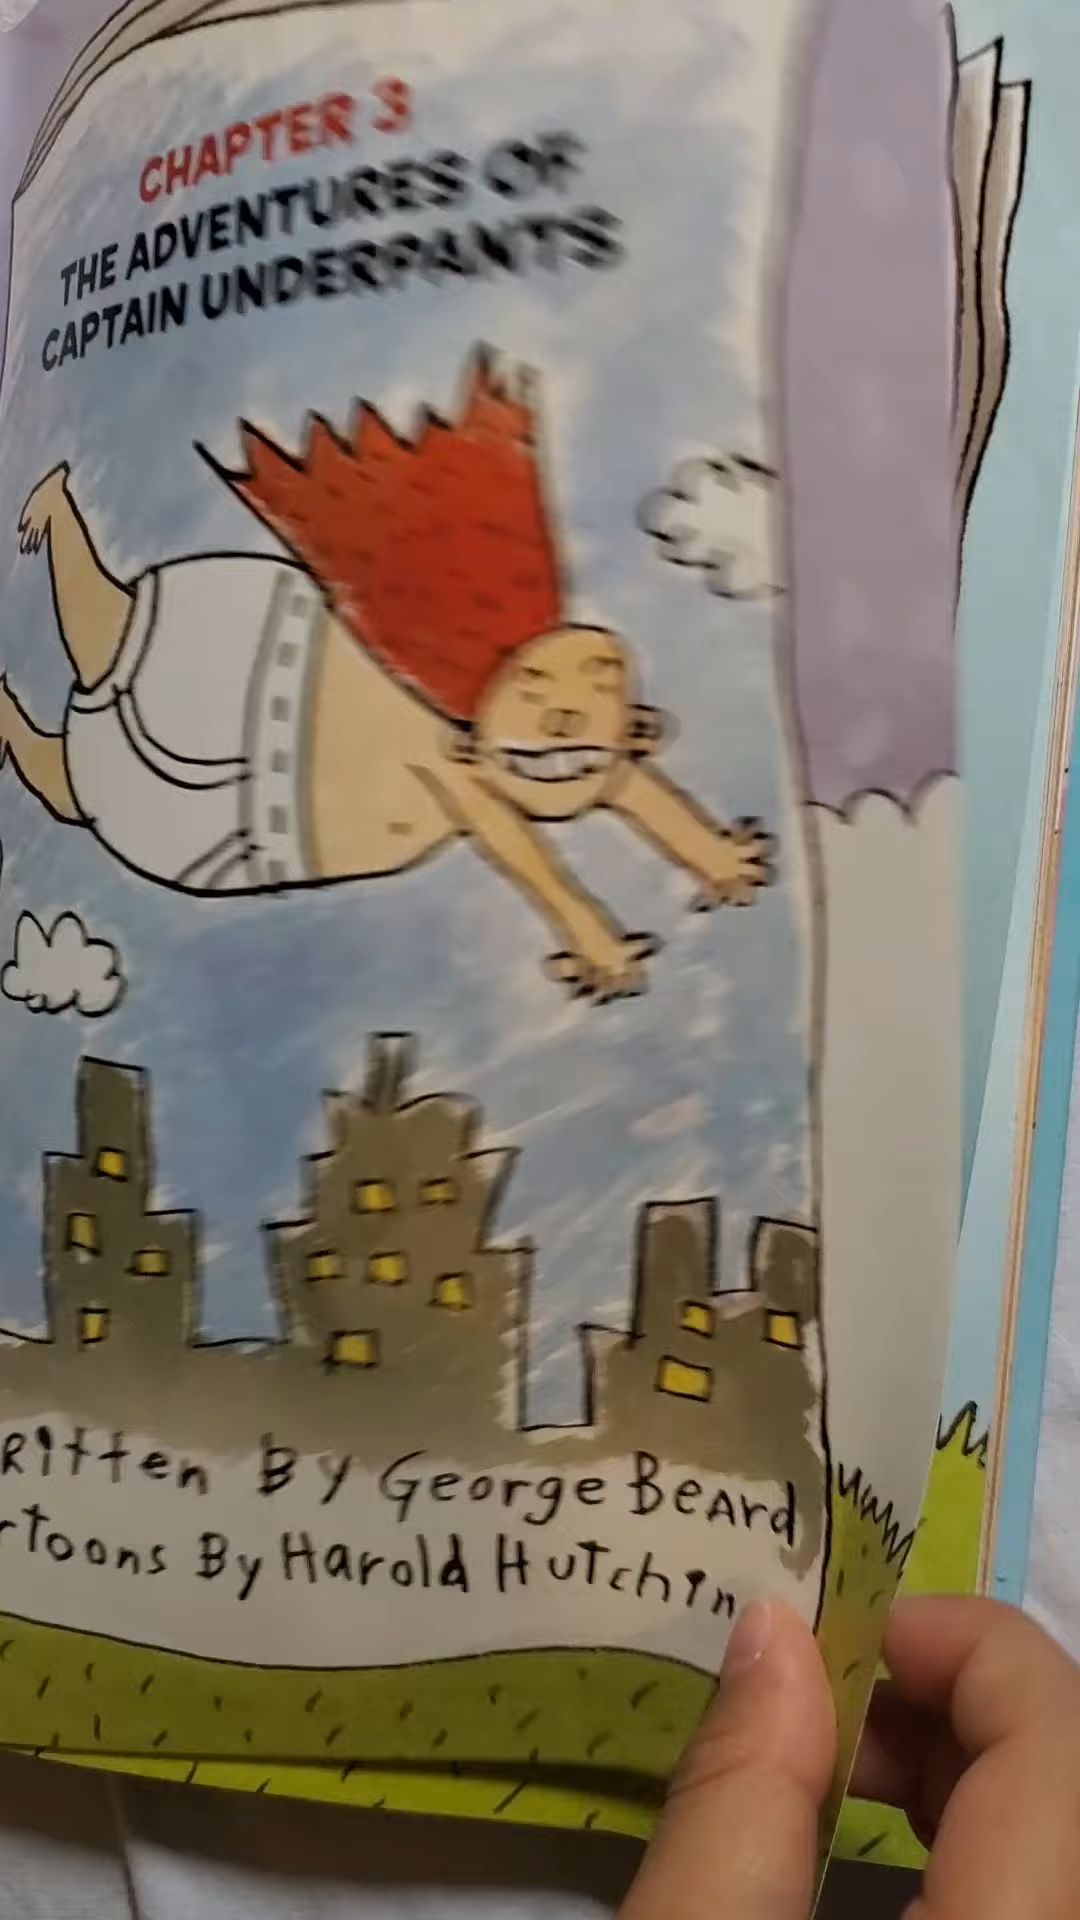 CHAPTER 3
THE ADVENTURES OF
CAPTAIN UNDERPANTS
Ritten By George Beard
rtoons By Harold Hutchin